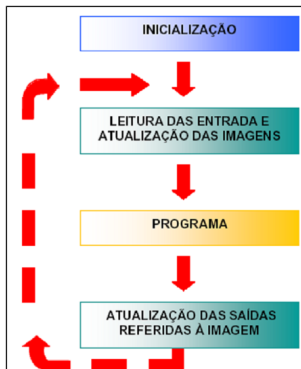 INICIALIZAÇÃO
LEITURA DAS ENTRADA E
ATUALIZAÇÃO DAS IMAGENS
PROGRAMA
ATUALIZAÇÃO DAS SAÍDAS
REFERIDAS À IMAGEM